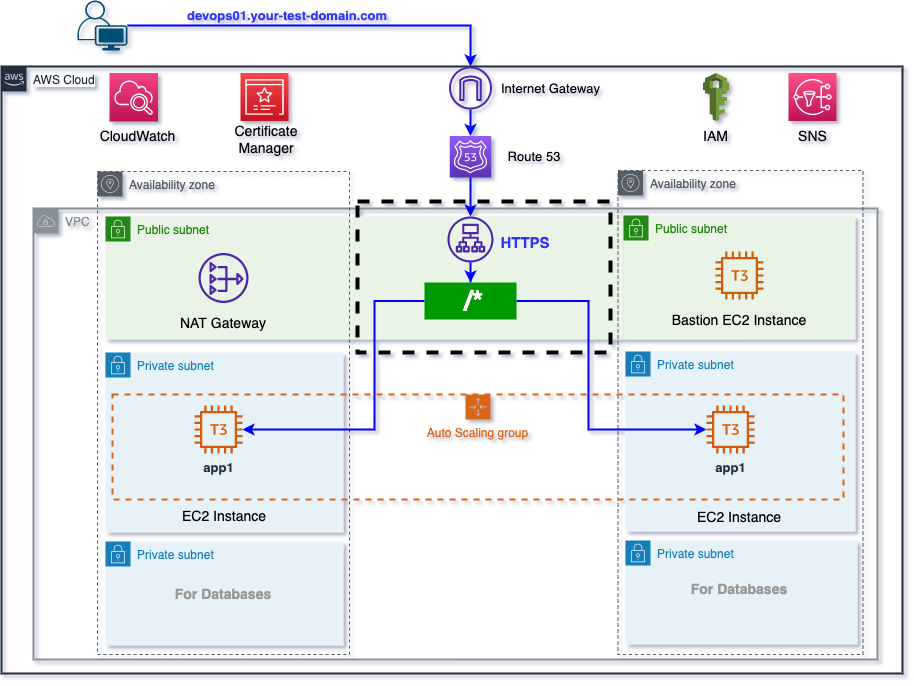 devops01.your-test-domain.com
aws
AWS Cloud
CloudWatch
Certificate
Manager
Internet Gateway
IAM
SNS
53
Route 53
Availability zone
Availability zone
VPC
Public subnet
HTTPS
Public subnet
T3
/*
NAT Gateway
Bastion EC2 Instance
Private subnet
Private subnet
T3
Auto Scaling group
T3
app1
app1
EC2 Instance
EC2 Instance
Private subnet
Private subnet
For Databases
For Databases